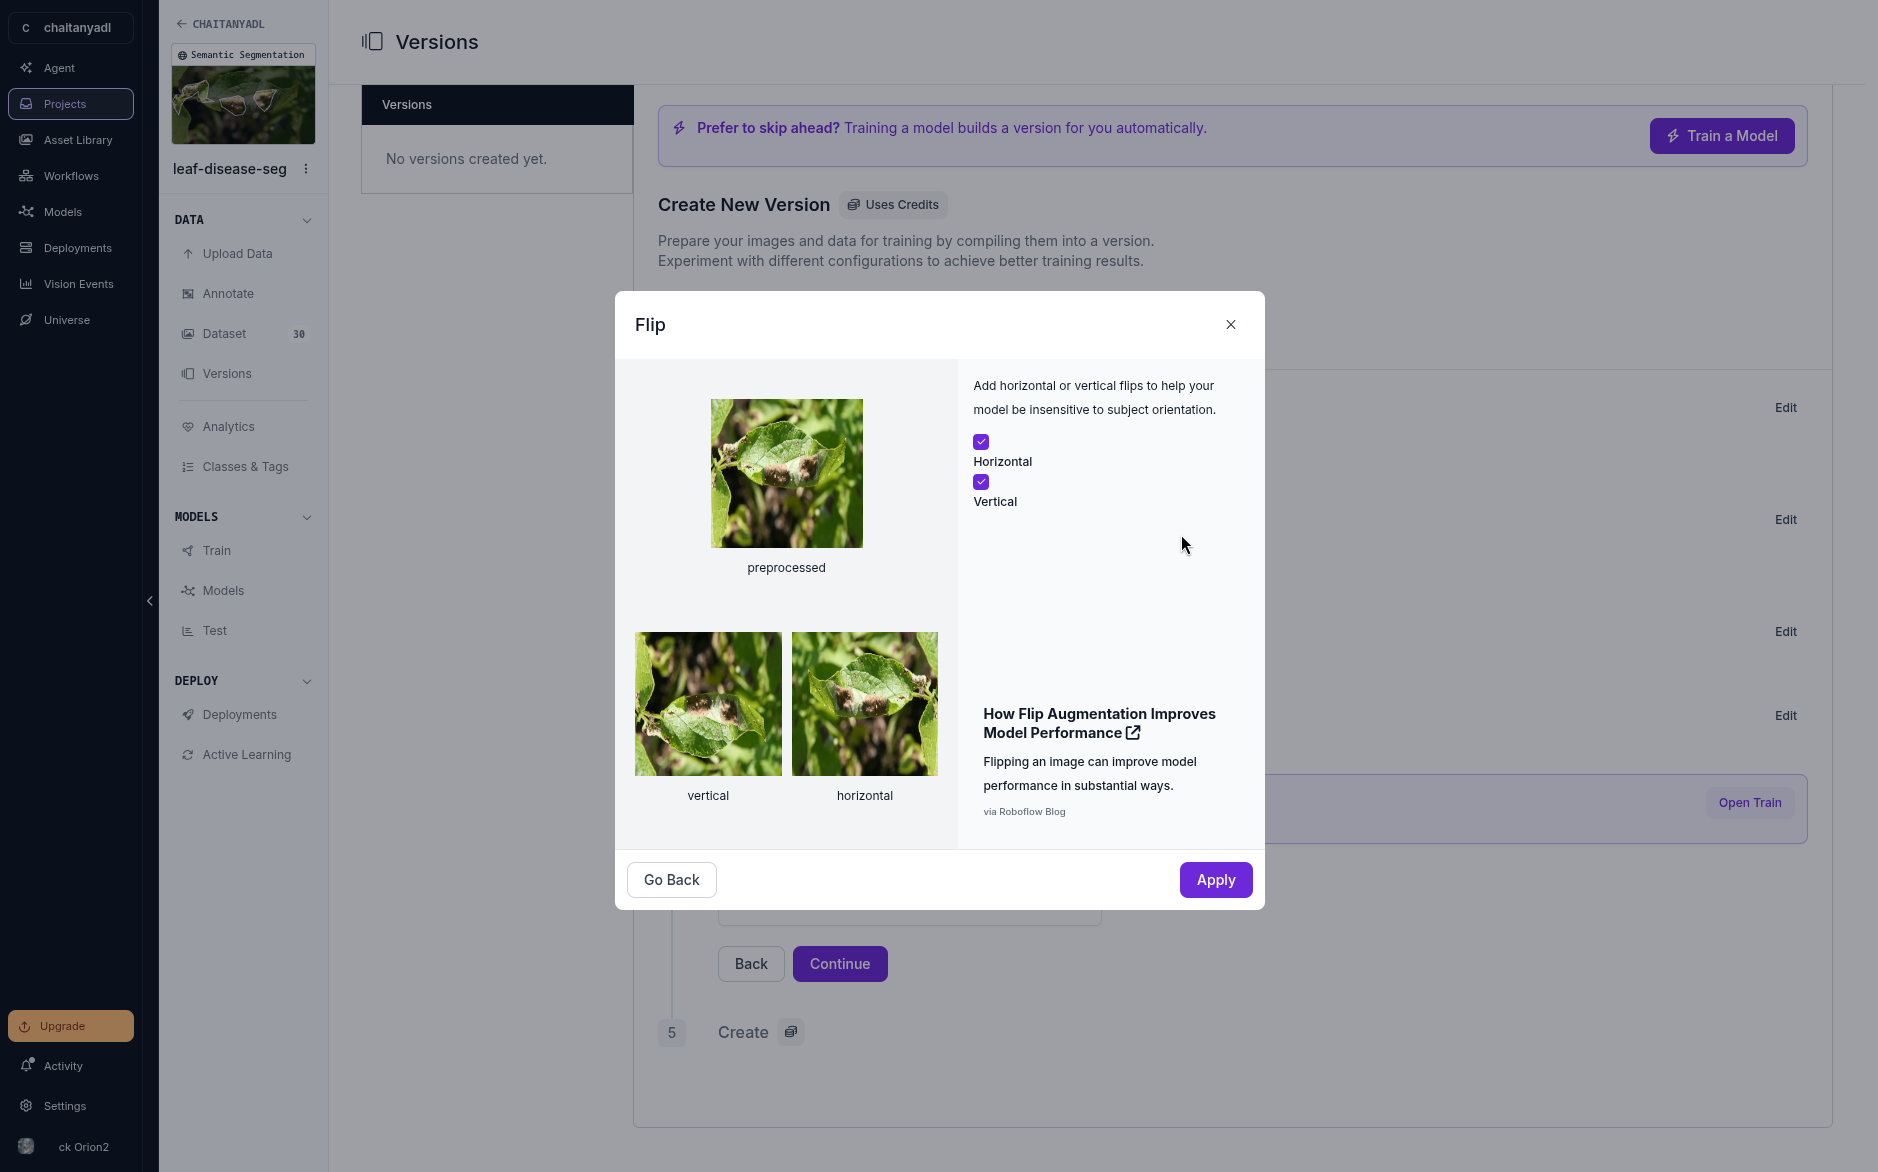 C chaitanyadl
Agent
Projects
Asset Library
Workflows
Models
Deployments
Vision Events
Universe
Upgrade
Activity
Settings
ck Orion2
CHAITANYADL
Semantic Segmentation
leaf-disease-seg
DATA
Upload Data
Annotate
Dataset 30
Versions
Analytics
Classes & Tags
MODELS
Train
Models
Test
DEPLOY
Deployments
Active Learning
Versions
Versions
No versions created yet.
Prefer to skip ahead? Training a model builds a version for you automatically.
Train a Model
Create New Version Uses Credits
Prepare your images and data for training by compiling them into a version.
Experiment with different configurations to achieve better training results.
Edit
Edit
Edit
Edit
Open Train
Flip
preprocessed
vertical
horizontal
Add horizontal or vertical flips to help your
model be insensitive to subject orientation.
Horizontal
Vertical
How Flip Augmentation Improves
Model Performance
Flipping an image can improve model
performance in substantial ways.
via Roboflow Blog
Go Back
Apply
Back
Continue
5 Create